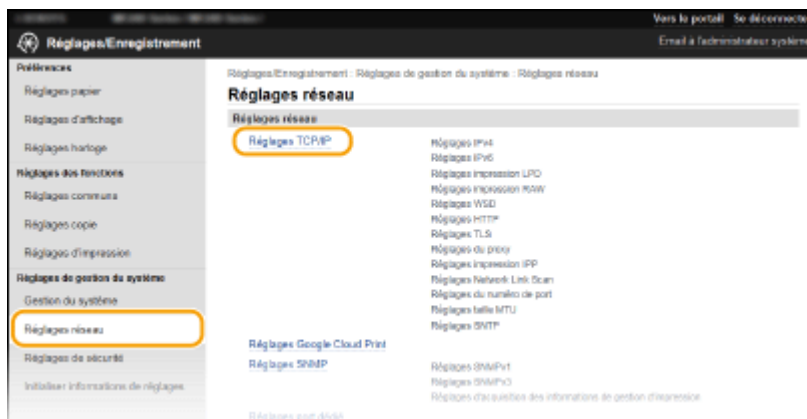 Vers le portail Se déconnecte
Réglages/Enregistrement
Email à l'administrateur système
Préférences
Réglages papier
Réglages d'affichage
Réglages horloge
Réglages des fonctions
Réglages communs
Réglages copie
Réglages d'impression
Réglages de gestion du système
Gestion du système
Réglages réseau
Réglages de sécurité
Initialiser informations de réglages
Réglages/Enregistrement : Réglages de gestion du système : Réglages réseau
Réglages réseau
Réglages réseau
Réglages TCP/IP
Réglages IPv4
Réglages IPv6
Réglages impression LPD
Réglages impression RAW
Réglages WSD
Réglages HTTP
Réglages TLS
Réglages du proxy
Réglages impression IPP
Réglages Network Link Scan
Réglages du numéro de port
Réglages taille MTU
Réglages SNTP
Réglages Google Cloud Print
Réglages SNMP
Réglages SNMPv1
Réglages SNMPv3
Réglages d'acquisition des informations de gestion d'impression
Réglages port dédié